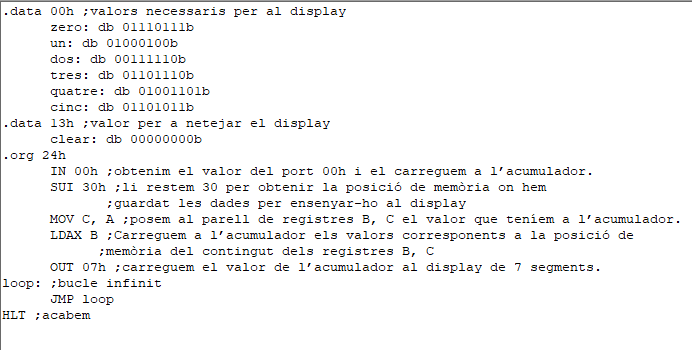 .data 00h ;valors necessaris per al display
zero: db 01110111b
un: db 01000100b
dos: db 00111110b
tres: db 01101110b
quatre: db 01001101b
cinc: db 01101011b
.data 13h ;valor per a netejar el display
clear: db 00000000b
.org 24h
IN 00h ;obtenim el valor del port 00h i el carreguem a l’acumulador.
SUI 30h ;li restem 30 per obtenir la posició de memòria on hem
;guardat les dades per ensenyar-ho al display
MOV C, A ;posem al parell de registres B, C el valor que teníem a l’acumulador.
LDAX B ;Carreguem a l’acumulador els valors corresponents a la posició de
;memòria del contingut dels registres B, C
OUT 07h ;carreguem el valor de l’acumulador al display de 7 segments.
loop: ;bucle infinit
JMP loop
HLT ;acabem